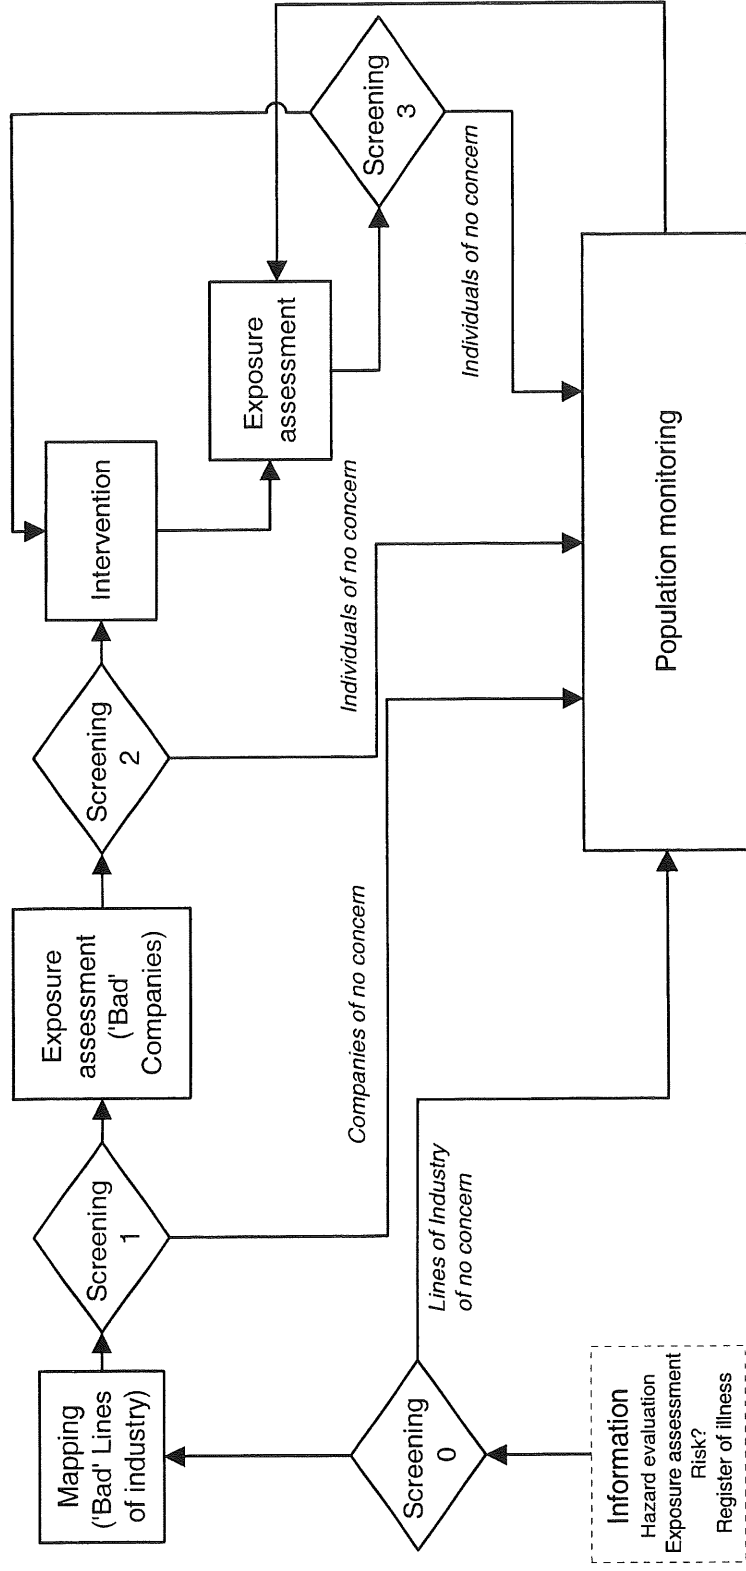 Mapping
('Bad' Lines
of industry)
Screening
1
Exposure
assessment
('Bad'
Companies)
Screening
2
Intervention
Exposure
assessment
Screening
3
Individuals of no concern
Individuals of no concern
Companies of no concern
Lines of Industry
of no concern
Screening
0
Information
Hazard evaluation
Exposure assessment
Risk?
Register of illness
Population monitoring